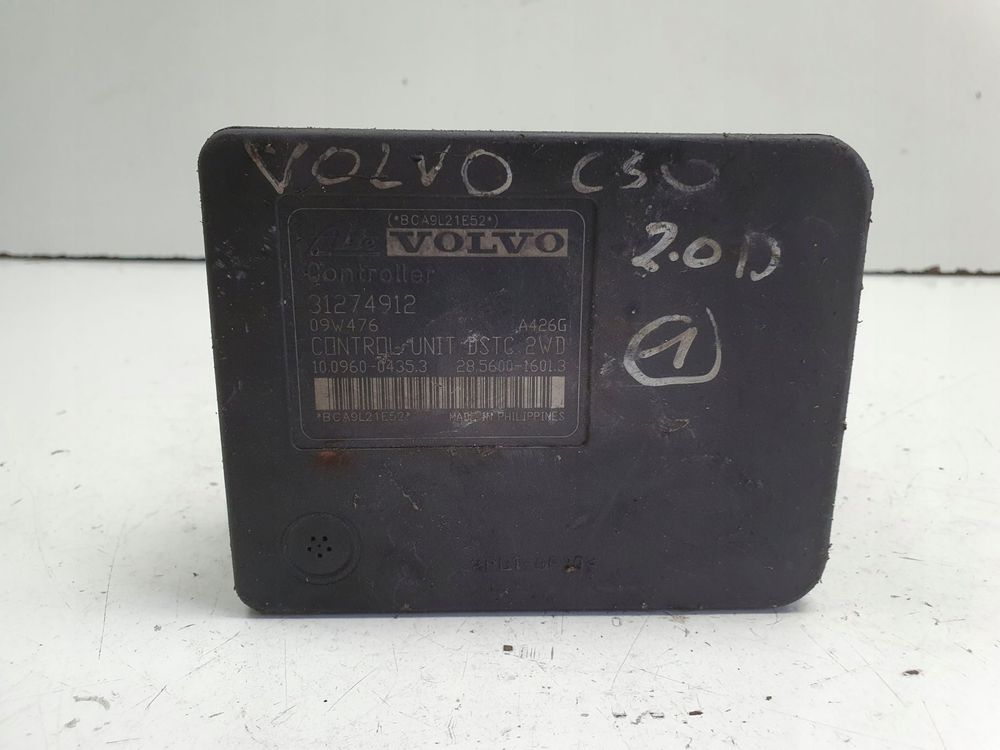 VOLVO C30
2.0D
1
(*BCA9L21E52*)
Ate VOLVO
Controller
31274912
09W476 A426G
CONTROL UNIT DSTC 2WD
10.0960-0435.3 28.5600-1601.3
*BCA9L21E52* MADE IN PHILIPPINES